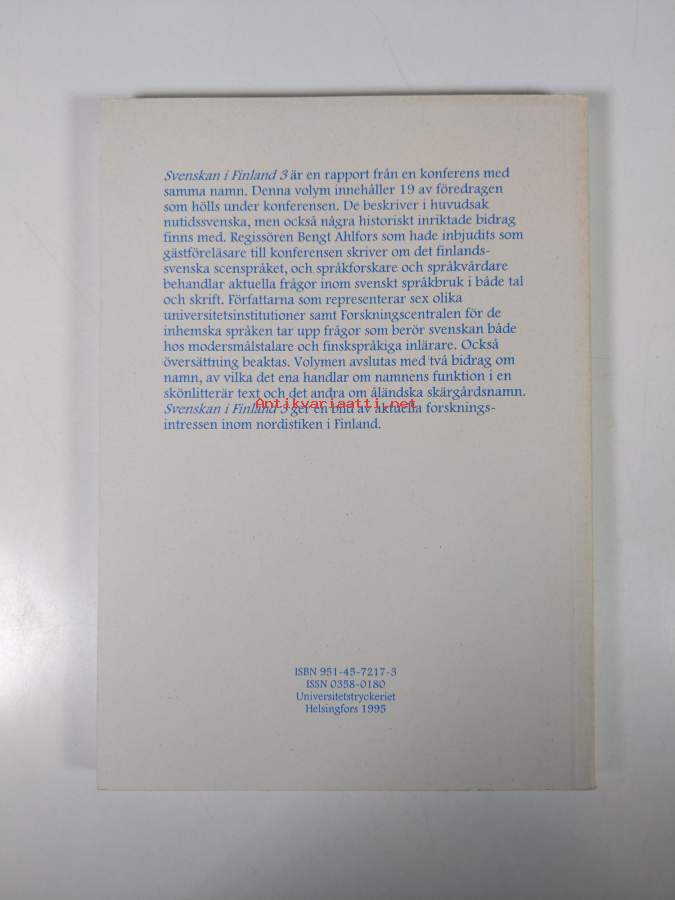 Svenskan i Finland 3 är en rapport från en konferens med
samma namn. Denna volym innehåller 19 av föredragen
som hölls under konferensen. De beskriver i huvudsak
nutidssvenska, men också några historiskt inriktade bidrag
finns med. Regissören Bengt Ahlfors som hade inbjudits som
gästföreläsare till konferensen skriver om det finlands-
svenska scenspråket, och språkforskare och språkvårdare
behandlar aktuella frågor inom svenskt språkbruk i både tal
och skrift. Författarna som representerar sex olika
universitetsinstitutioner samt Forskningscentralen för de
inhemska språken tar upp frågor som berör svenskan både
hos modersmålstalare och finskspråkiga inlärare. Också
översättning beaktas. Volymen avslutas med två bidrag om
namn, av vilka det ena handlar om namnens funktion i en
skönlitterär text och det andra om åländska skärgårdsnamn.
Antikvariaatti.net
Svenskan i Finland 3 ger en bild av aktuella forsknings-
intressen inom nordistiken i Finland.
ISBN 951-45-7217-3
ISSN 0358-0180
Universitetstryckeriet
Helsingfors 1995